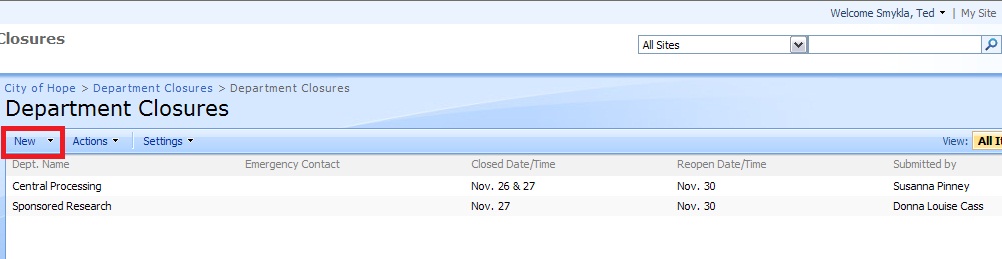 Welcome Smykla, Ted | My Site
Closures
All Sites
City of Hope > Department Closures > Department Closures
Department Closures
New Actions Settings View: All It
Dept. Name Emergency Contact Closed Date/Time Reopen Date/Time Submitted by
Central Processing Nov. 26 & 27 Nov. 30 Susanna Pinney
Sponsored Research Nov. 27 Nov. 30 Donna Louise Cass